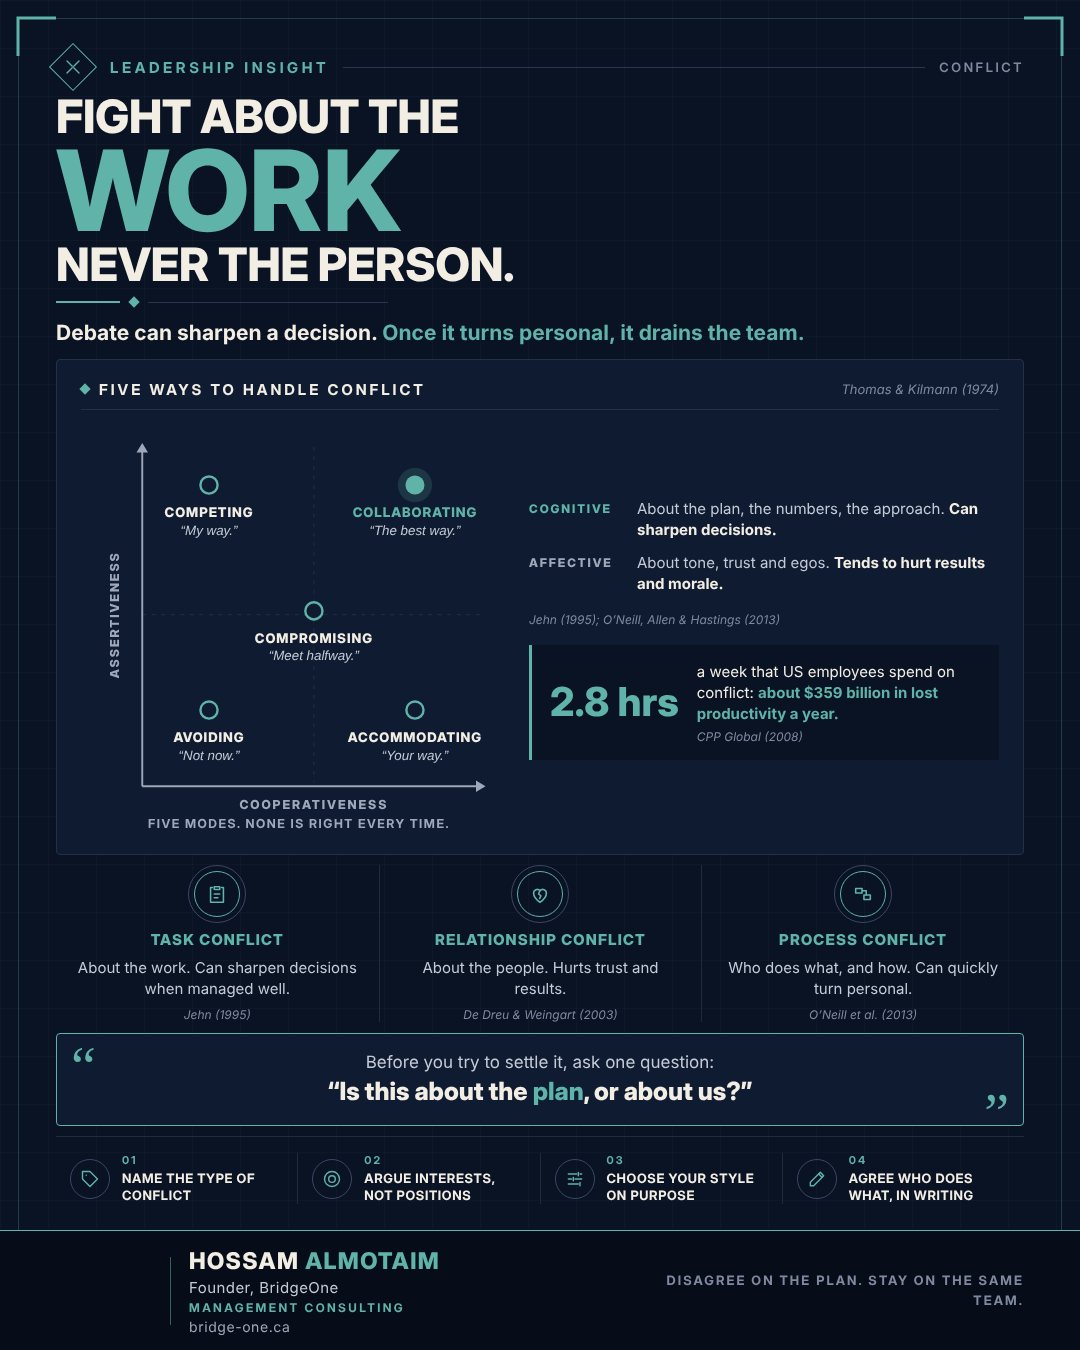 LEADERSHIP INSIGHT
CONFLICT
FIGHT ABOUT THE
WORK
NEVER THE PERSON.
Debate can sharpen a decision. Once it turns personal, it drains the team.
FIVE WAYS TO HANDLE CONFLICT
Thomas & Kilmann (1974)
ASSERTIVENESS
COMPETING
“My way.”
COLLABORATING
“The best way.”
COMPROMISING
“Meet halfway.”
AVOIDING
“Not now.”
ACCOMMODATING
“Your way.”
COOPERATIVENESS
FIVE MODES. NONE IS RIGHT EVERY TIME.
COGNITIVE
About the plan, the numbers, the approach. Can
sharpen decisions.
AFFECTIVE
About tone, trust and egos. Tends to hurt results
and morale.
Jehn (1995); O’Neill, Allen & Hastings (2013)
2.8 hrs
a week that US employees spend on
conflict: about $359 billion in lost
productivity a year.
CPP Global (2008)
TASK CONFLICT
About the work. Can sharpen decisions
when managed well.
Jehn (1995)
RELATIONSHIP CONFLICT
About the people. Hurts trust and
results.
De Dreu & Weingart (2003)
PROCESS CONFLICT
Who does what, and how. Can quickly
turn personal.
O’Neill et al. (2013)
“
Before you try to settle it, ask one question:
“Is this about the plan, or about us?”
”
01
NAME THE TYPE OF
CONFLICT
02
ARGUE INTERESTS,
NOT POSITIONS
03
CHOOSE YOUR STYLE
ON PURPOSE
04
AGREE WHO DOES
WHAT, IN WRITING
HOSSAM ALMOTAIM
Founder, BridgeOne
MANAGEMENT CONSULTING
bridge-one.ca
DISAGREE ON THE PLAN. STAY ON THE SAME
TEAM.